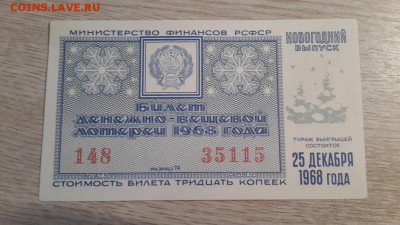 COINS.LAVE.RU
МИНИСТЕРСТВО ФИНАНСОВ РСФСР
НОВОГОДНИЙ
ВЫПУСК
Билет
денежно-вещевой
лотереи 1968 года
148 35115
ТИРАЖ ВЫИГРЫШЕЙ
СОСТОИТСЯ
25 ДЕКАБРЯ
1968 ГОДА
СТОИМОСТЬ БИЛЕТА ТРИДЦАТЬ КОПЕЕК